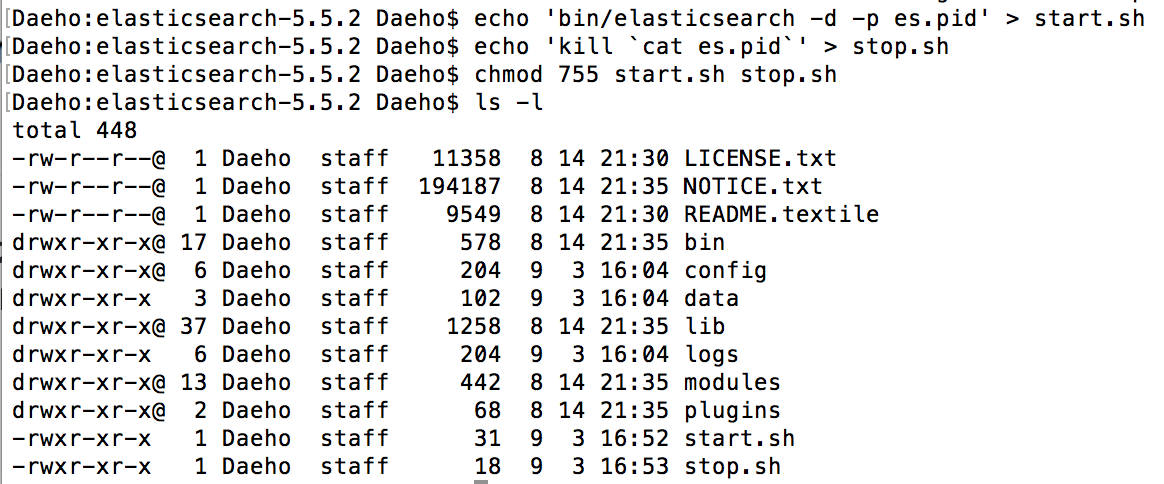 [Daeho:elasticsearch-5.5.2 Daeho$ echo 'bin/elasticsearch -d -p es.pid' > start.sh
[Daeho:elasticsearch-5.5.2 Daeho$ echo 'kill `cat es.pid`' > stop.sh
[Daeho:elasticsearch-5.5.2 Daeho$ chmod 755 start.sh stop.sh
[Daeho:elasticsearch-5.5.2 Daeho$ ls -l
total 448
-rw-r--r--@  1 Daeho  staff   11358  8 14 21:30 LICENSE.txt
-rw-r--r--@  1 Daeho  staff  194187  8 14 21:35 NOTICE.txt
-rw-r--r--@  1 Daeho  staff    9549  8 14 21:30 README.textile
drwxr-xr-x@ 17 Daeho  staff     578  8 14 21:35 bin
drwxr-xr-x@  6 Daeho  staff     204  9  3 16:04 config
drwxr-xr-x   3 Daeho  staff     102  9  3 16:04 data
drwxr-xr-x@ 37 Daeho  staff    1258  8 14 21:35 lib
drwxr-xr-x   6 Daeho  staff     204  9  3 16:04 logs
drwxr-xr-x@ 13 Daeho  staff     442  8 14 21:35 modules
drwxr-xr-x@  2 Daeho  staff      68  8 14 21:35 plugins
-rwxr-xr-x   1 Daeho  staff      31  9  3 16:52 start.sh
-rwxr-xr-x   1 Daeho  staff      18  9  3 16:53 stop.sh